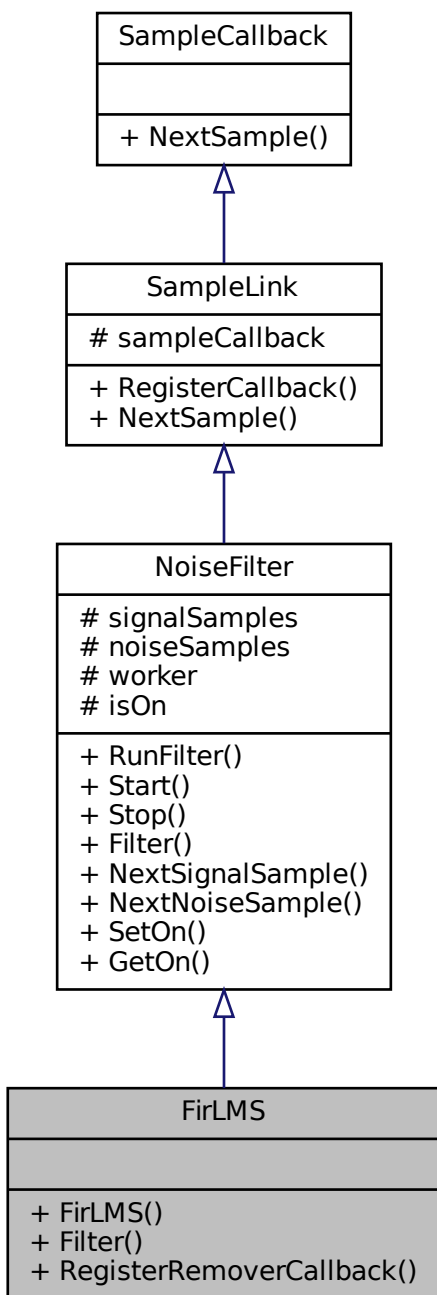 SampleCallback
+ NextSample()
SampleLink
# sampleCallback
+ RegisterCallback()
+ NextSample()
NoiseFilter
# signalSamples
# noiseSamples
# worker
# isOn
+ RunFilter()
+ Start()
+ Stop()
+ Filter()
+ NextSignalSample()
+ NextNoiseSample()
+ SetOn()
+ GetOn()
FirLMS
+ FirLMS()
+ Filter()
+ RegisterRemoverCallback()